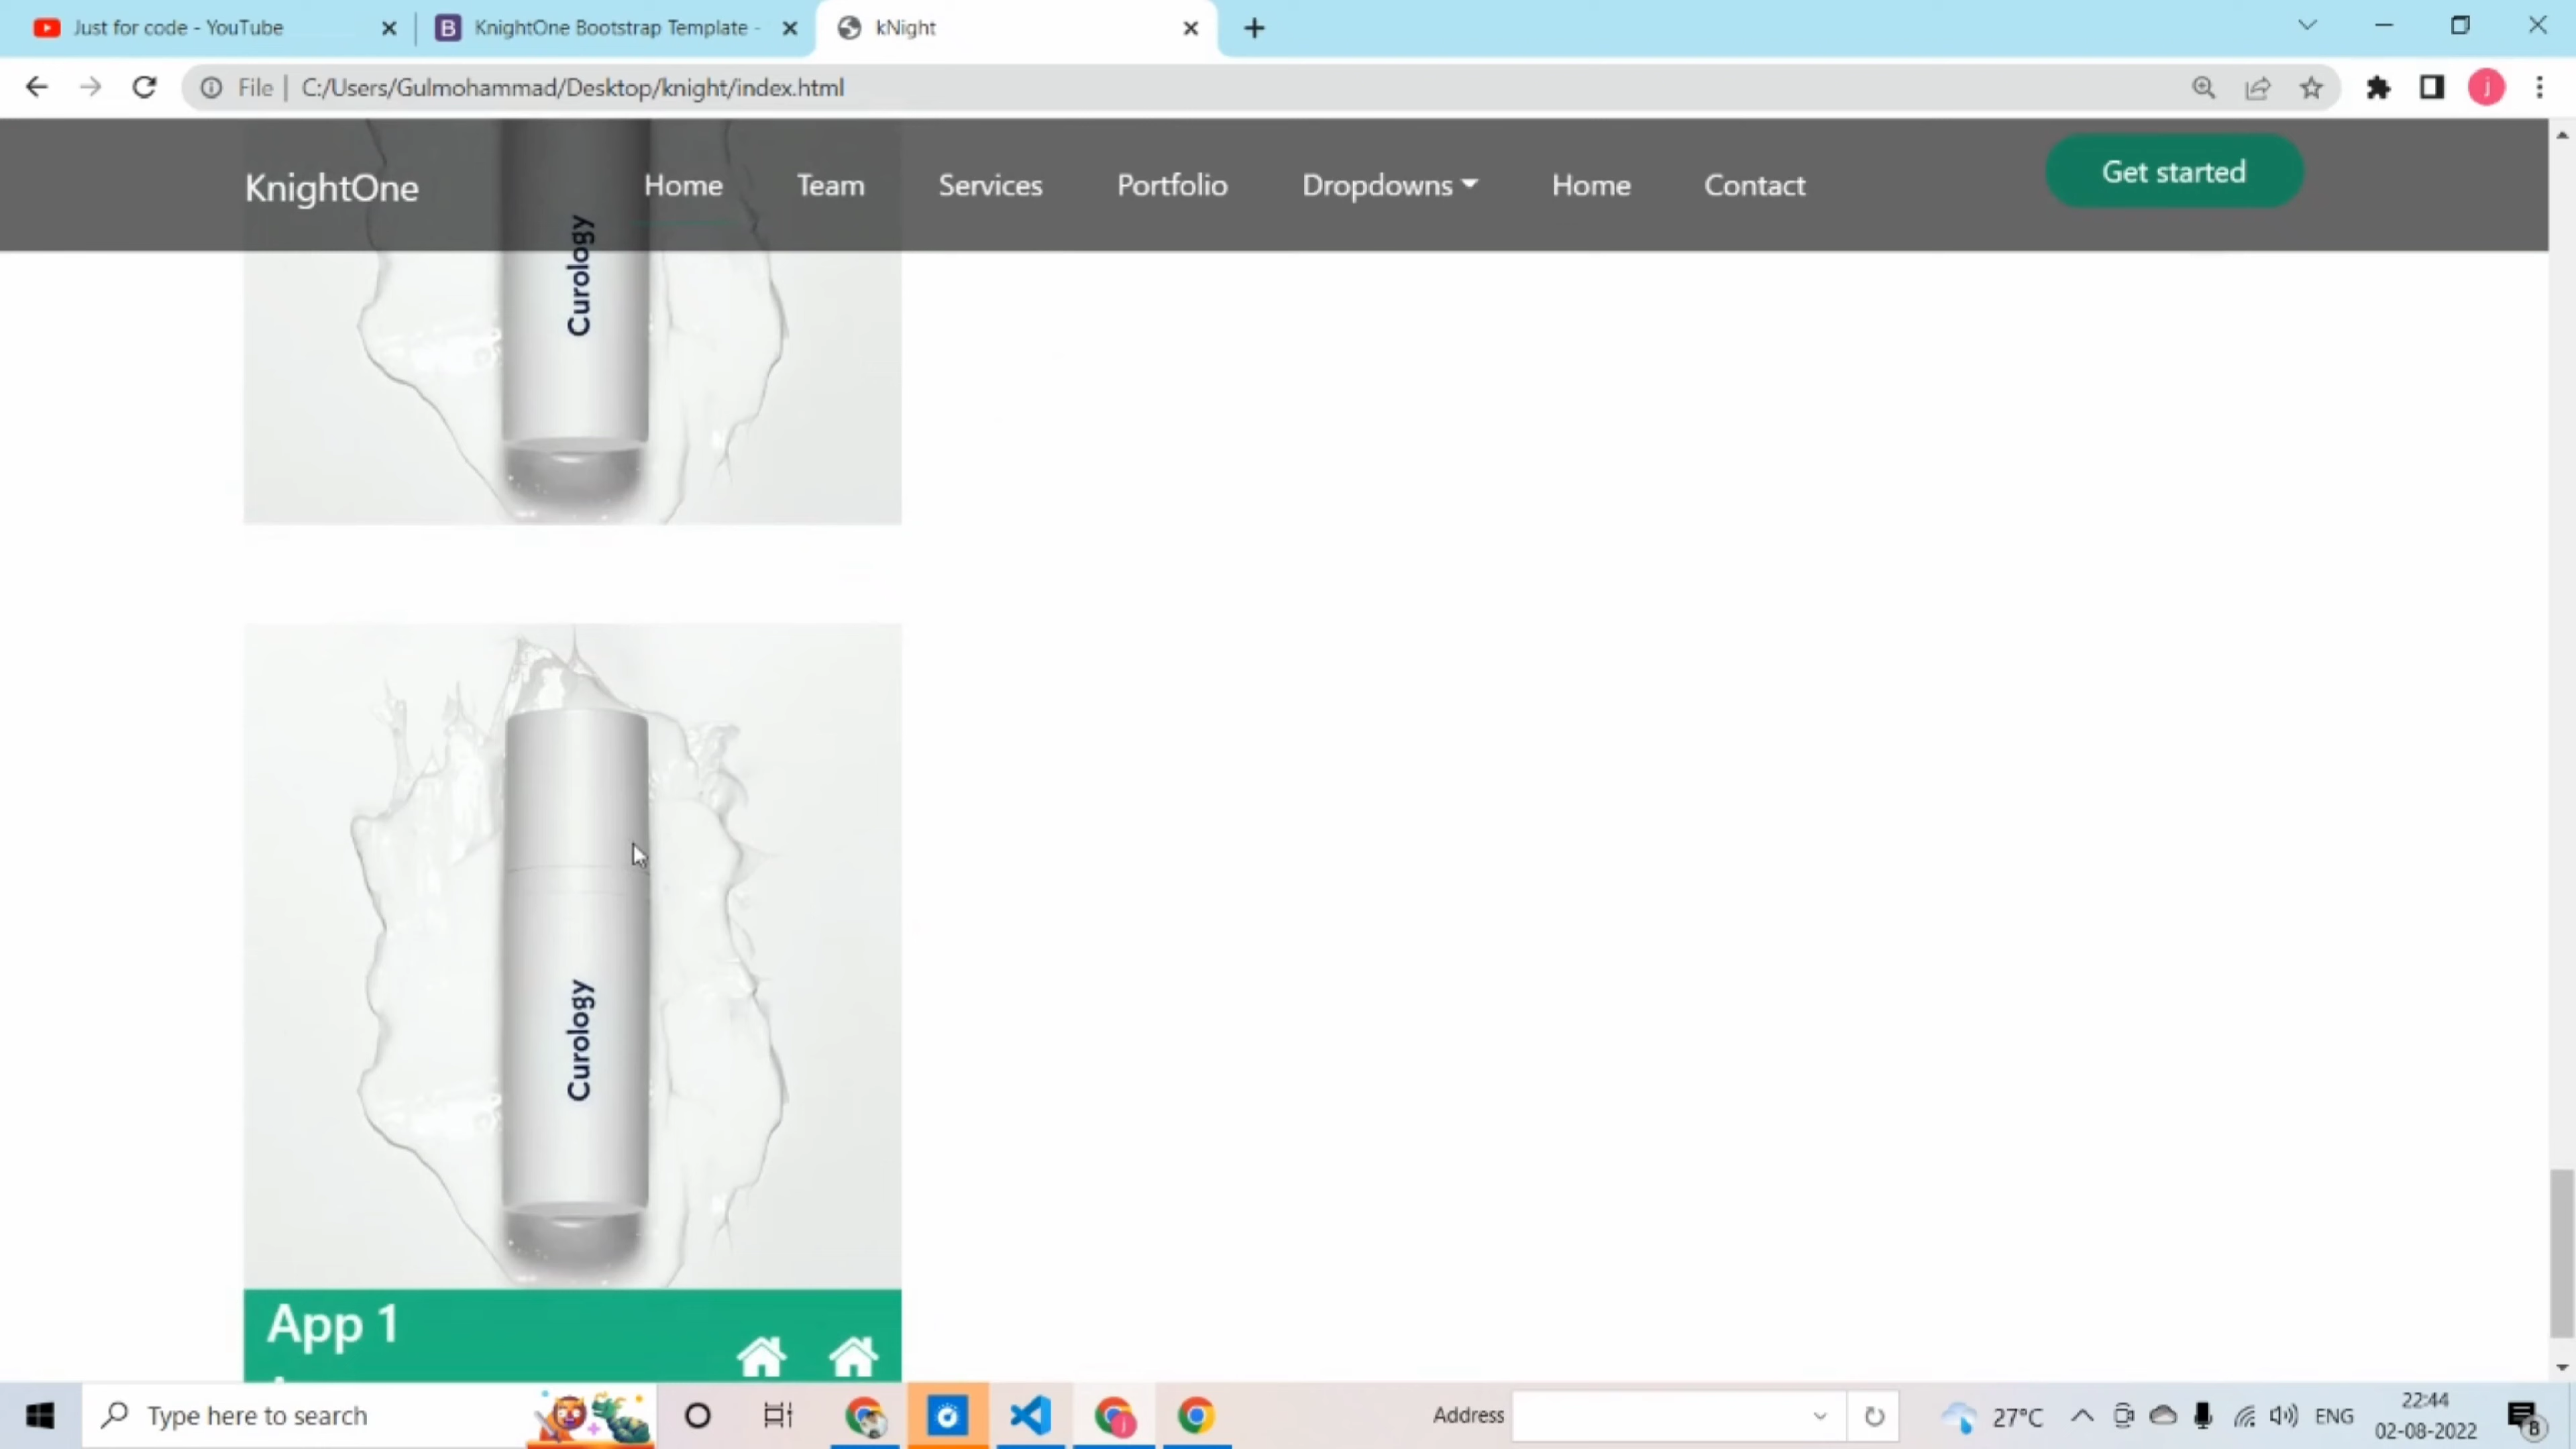 Just for code - YouTube
KnightOne Bootstrap Template -
kNight
File | C:/Users/Gulmohammad/Desktop/knight/index.html
KnightOne
Home
Team
Services
Portfolio
Dropdowns
Home
Contact
Get started
Curology
Curology
App 1
Type here to search
Address
27°C
ENG
22:44
02-08-2022
8